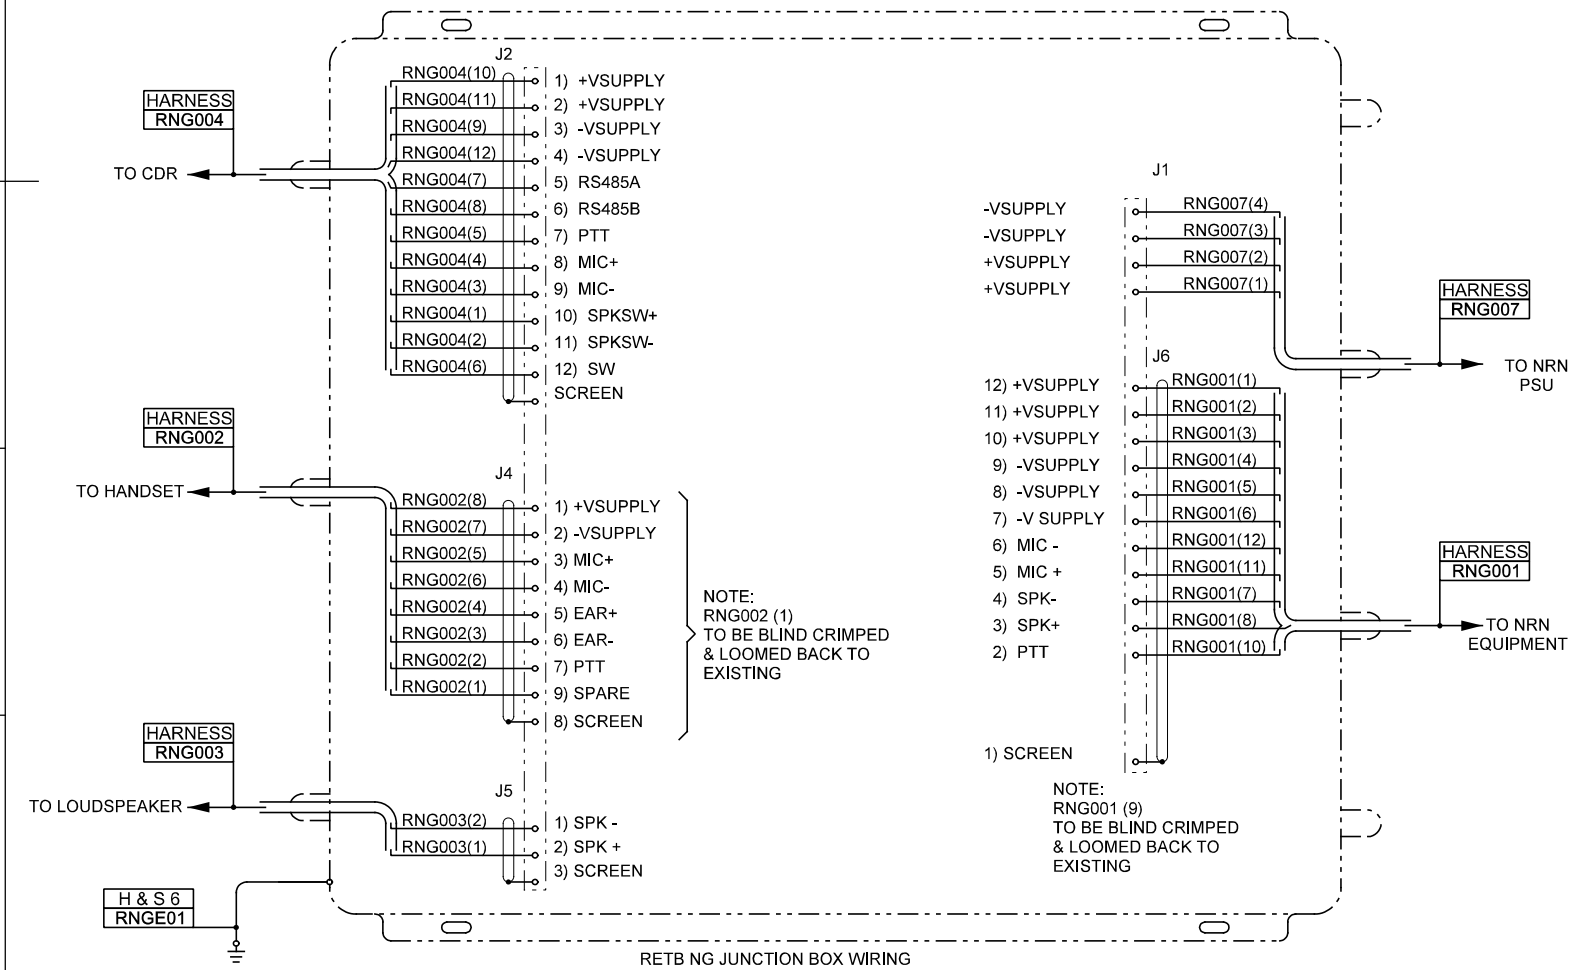 J2
RNG004(10)
RNG004(11)
RNG004(9)
RNG004(12)
RNG004(7)
RNG004(8)
RNG004(5)
RNG004(4)
RNG004(3)
RNG004(1)
RNG004(2)
RNG004(6)
1) +VSUPPLY
2) +VSUPPLY
3) -VSUPPLY
4) -VSUPPLY
5) RS485A
6) RS485B
7) PTT
8) MIC+
9) MIC-
10) SPKSW+
11) SPKSW-
12) SW
SCREEN
HARNESS
RNG004
TO CDR
J1
-VSUPPLY
-VSUPPLY
+VSUPPLY
+VSUPPLY
RNG007(4)
RNG007(3)
RNG007(2)
RNG007(1)
HARNESS
RNG007
TO NRN
PSU
J6
12) +VSUPPLY
11) +VSUPPLY
10) +VSUPPLY
9) -VSUPPLY
8) -VSUPPLY
7) -V SUPPLY
6) MIC -
5) MIC +
4) SPK-
3) SPK+
2) PTT
1) SCREEN
RNG001(1)
RNG001(2)
RNG001(3)
RNG001(4)
RNG001(5)
RNG001(6)
RNG001(12)
RNG001(11)
RNG001(7)
RNG001(8)
RNG001(10)
HARNESS
RNG001
TO NRN
EQUIPMENT
NOTE:
RNG001 (9)
TO BE BLIND CRIMPED
& LOOMED BACK TO
EXISTING
HARNESS
RNG002
TO HANDSET
J4
RNG002(8)
RNG002(7)
RNG002(5)
RNG002(6)
RNG002(4)
RNG002(3)
RNG002(2)
RNG002(1)
1) +VSUPPLY
2) -VSUPPLY
3) MIC+
4) MIC-
5) EAR+
6) EAR-
7) PTT
9) SPARE
8) SCREEN
NOTE:
RNG002 (1)
TO BE BLIND CRIMPED
& LOOMED BACK TO
EXISTING
HARNESS
RNG003
TO LOUDSPEAKER
J5
RNG003(2)
RNG003(1)
1) SPK -
2) SPK +
3) SCREEN
H & S 6
RNGE01
RETB NG JUNCTION BOX WIRING